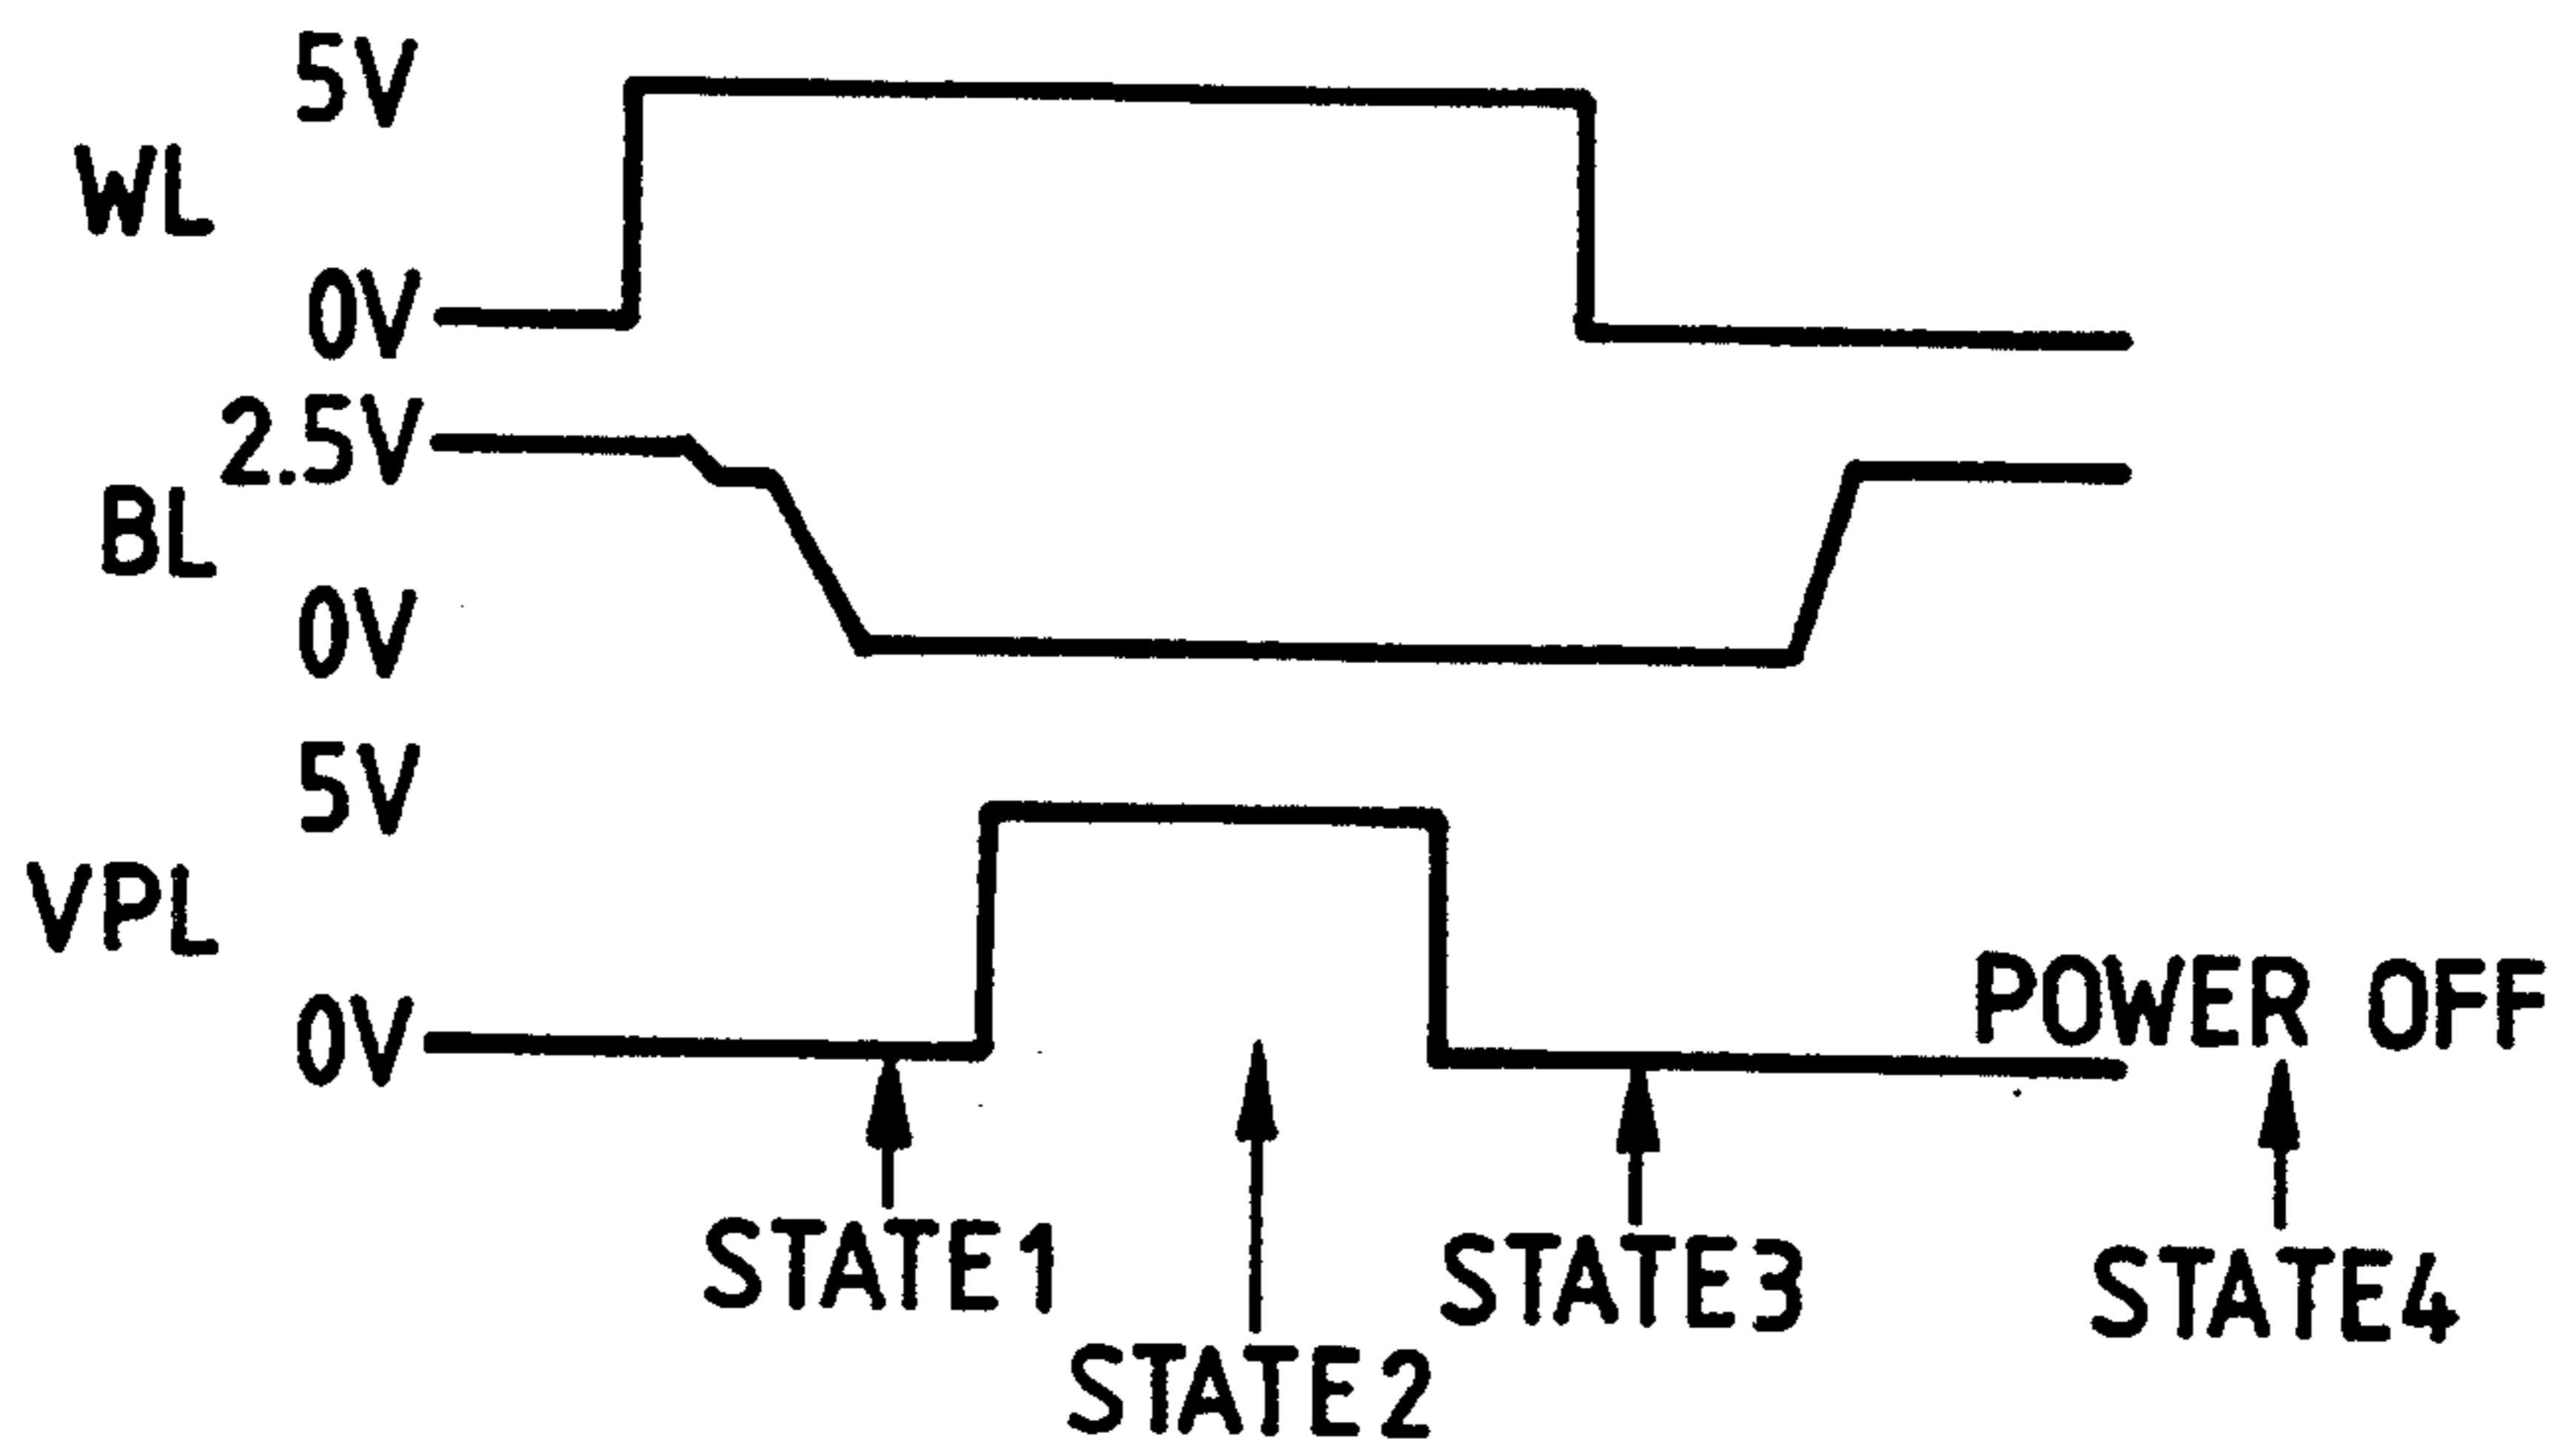 5V
WL
0V
2.5V
BL
0V
5V
VPL
0V
POWER OFF
STATE1
STATE2
STATE3
STATE4